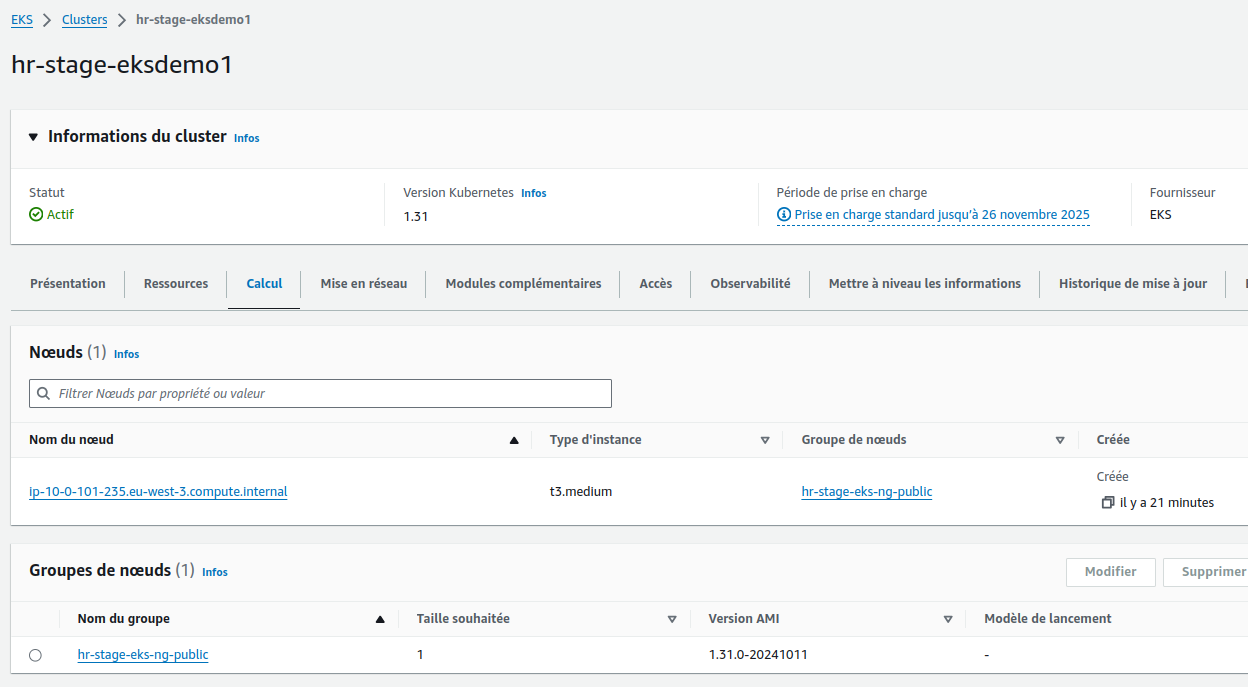 EKS > Clusters > hr-stage-eksdemo1
hr-stage-eksdemo1
Informations du cluster Infos
Statut Version Kubernetes Infos Période de prise en charge Fournisseur
Actif 1.31 Prise en charge standard jusqu'à 26 novembre 2025 EKS
Présentation Ressources Calcul Mise en réseau Modules complémentaires Accès Observabilité Mettre à niveau les informations Historique de mise à jour
Nœuds (1) Infos
Filtrer Nœuds par propriété ou valeur
Nom du nœud Type d'instance Groupe de nœuds Créée
Créée
ip-10-0-101-235.eu-west-3.compute.internal t3.medium hr-stage-eks-ng-public
il y a 21 minutes
Groupes de nœuds (1) Infos Modifier Supprimer
Nom du groupe Taille souhaitée Version AMI Modèle de lancement
hr-stage-eks-ng-public 1 1.31.0-20241011 -